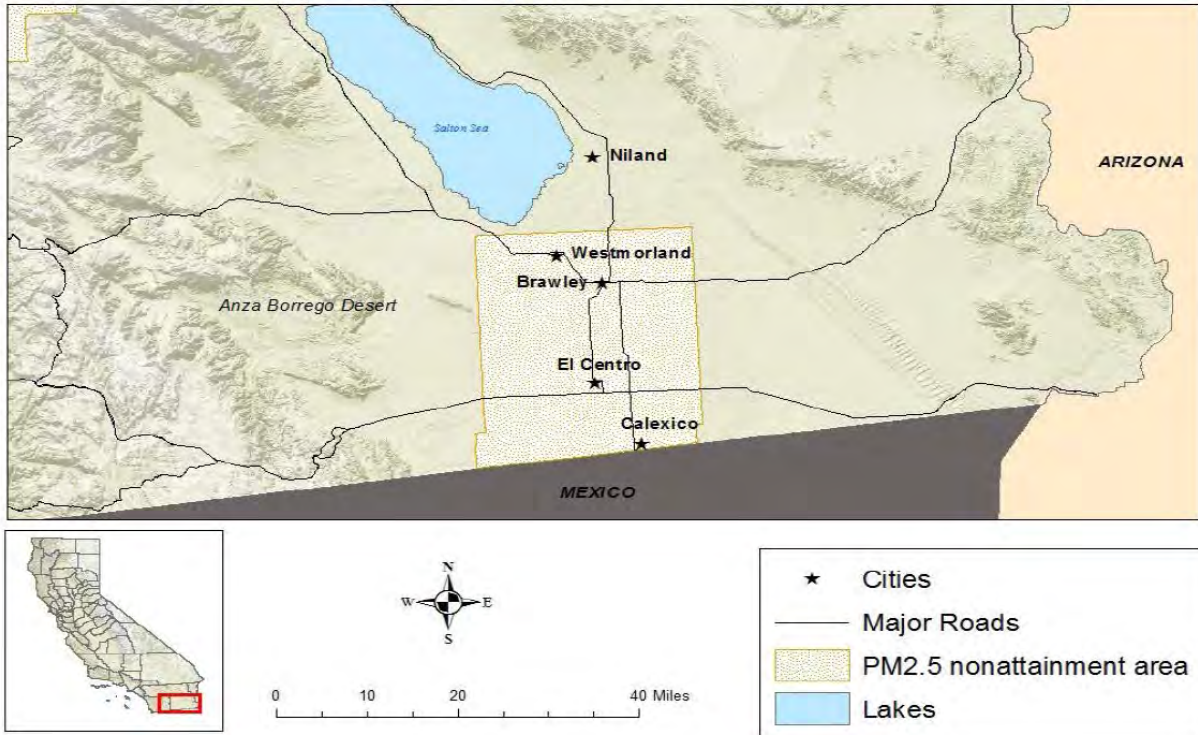 Salton Sea
Niland
ARIZONA
Westmorland
Brawley
Anza Borrego Desert
El Centro
Calexico
MEXICO
N
W E
S
0 10 20 40 Miles
Cities
Major Roads
PM2.5 nonattainment area
Lakes